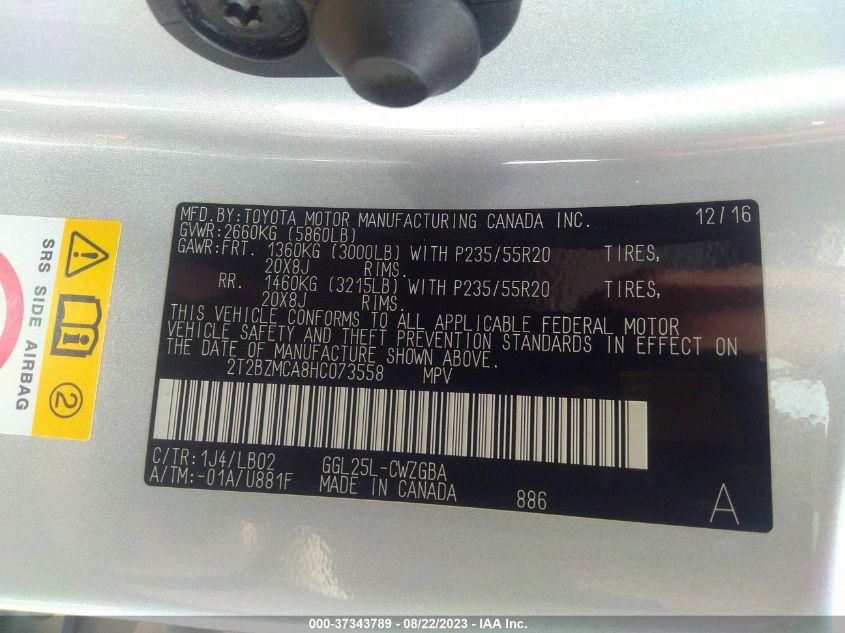 MFD.BY:TOYOTA MOTOR MANUFACTURING CANADA INC. 12/16
GVWR:2660KG (5860LB)
GAWR:FRT. 1360KG (3000LB) WITH P235/55R20 TIRES,
20X8J RIMS.
RR. 1460KG (3215LB) WITH P235/55R20 TIRES,
20X8J RIMS.
THIS VEHICLE CONFORMS TO ALL APPLICABLE FEDERAL MOTOR
VEHICLE SAFETY AND THEFT PREVENTION STANDARDS IN EFFECT ON
THE DATE OF MANUFACTURE SHOWN ABOVE.
2T2BZMCA8HC073558 MPV
C/TR:1J4/LB02 GGL25L-CWZGBA
A/TM:-01A/U881F MADE IN CANADA 886 A
SRS SIDE AIRBAG
2
000-37343789 - 08/22/2023 - IAA Inc.